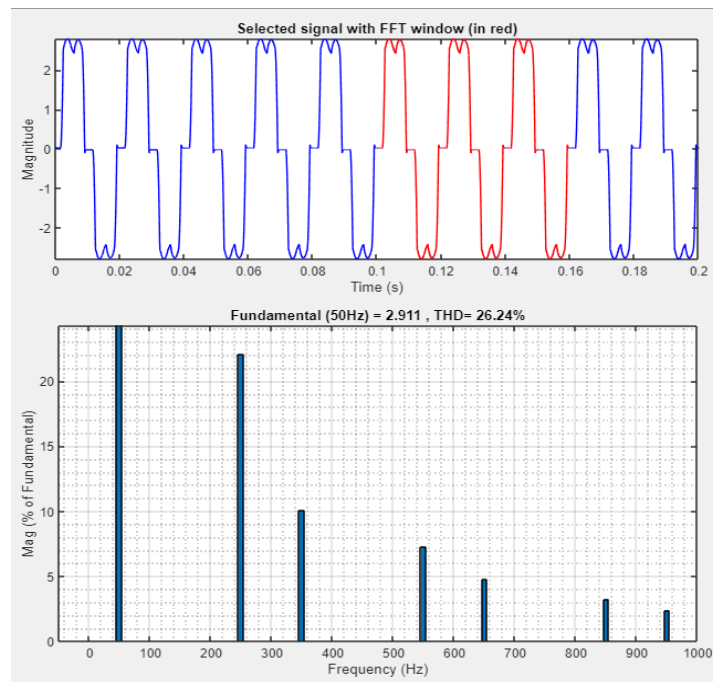 Selected signal with FFT window (in red)
Magnitude
2
1
0
-1
-2
0 0.02 0.04 0.06 0.08 0.1 0.12 0.14 0.16 0.18 0.2
Time (s)
Fundamental (50Hz) = 2.911 , THD= 26.24%
Mag (% of Fundamental)
20
15
10
5
0
0 100 200 300 400 500 600 700 800 900 1000
Frequency (Hz)